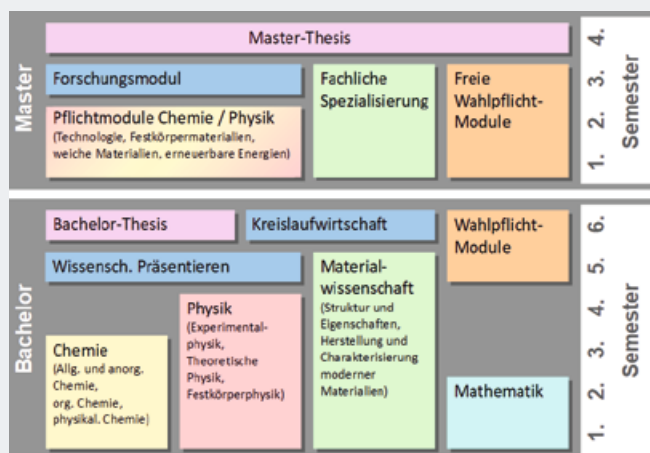 Master
Master-Thesis
Forschungsmodul
Pflichtmodule Chemie / Physik
(Technologie, Festkörpermaterialien,
weiche Materialien, erneuerbare Energien)
Fachliche
Spezialisierung
Freie
Wahlpflicht-
Module
4.
3.
2.
1.
Semester
Bachelor
Bachelor-Thesis
Kreislaufwirtschaft
Wahlpflicht-
Module
Wissensch. Präsentieren
Material-
wissenschaft
(Struktur und
Eigenschaften,
Herstellung und
Charakterisierung
moderner
Materialien)
Physik
(Experimental-
physik,
Theoretische
Physik,
Festkörperphysik)
Chemie
(Allg. und anorg.
Chemie,
org. Chemie,
physikal. Chemie)
Mathematik
6.
5.
4.
3.
2.
1.
Semester